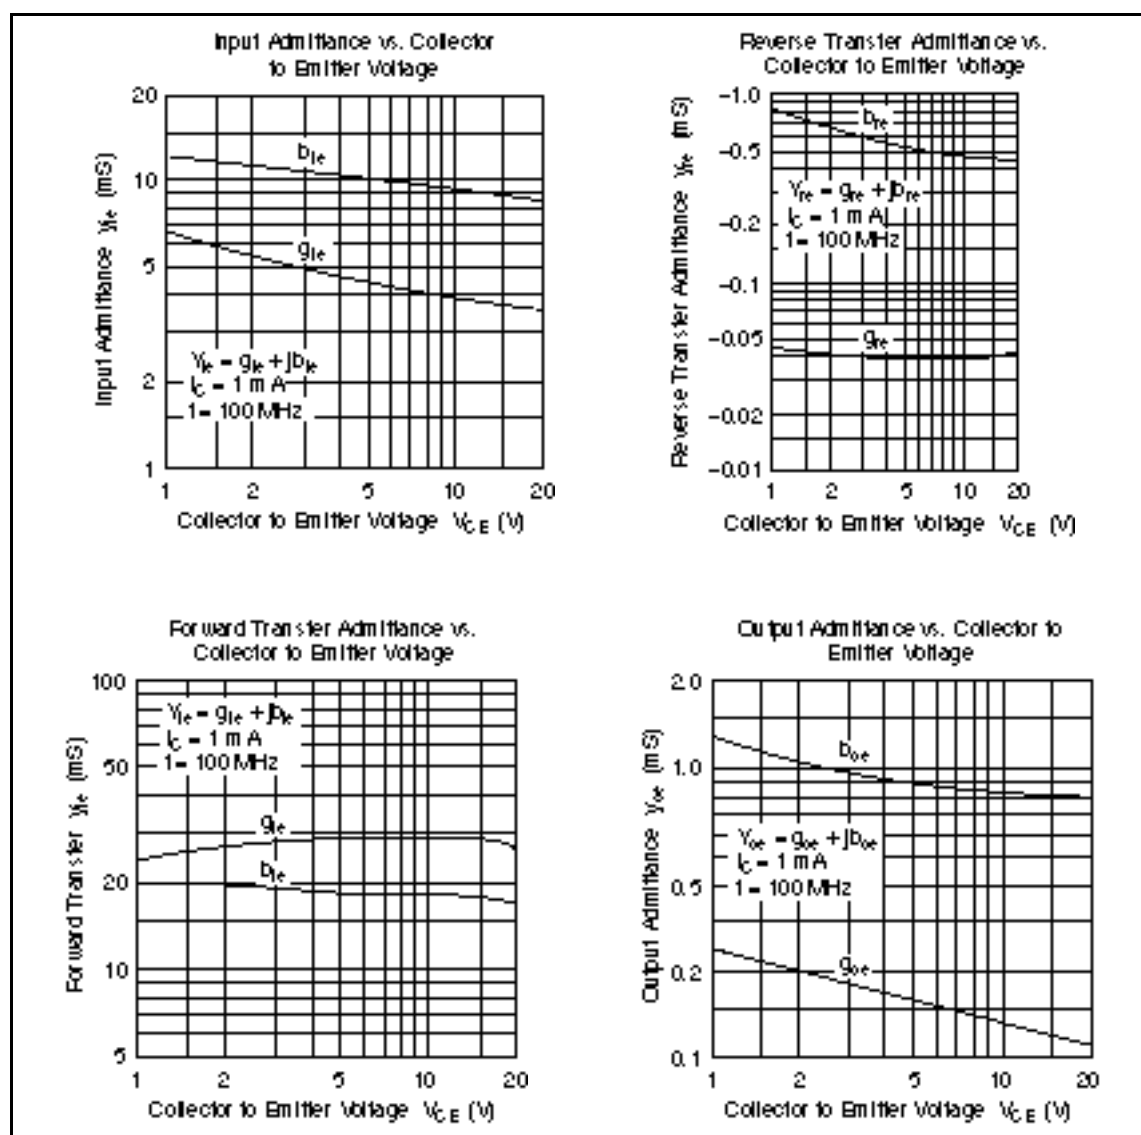 Input Admittance vs. Collector
to Emitter Voltage
20
10
5
2
1
Input Admittance yie (mS)
bie
gie
Yie = gie + jbie
IC = 1 mA
f = 100 MHz
1 2 5 10 20
Collector to Emitter Voltage VCE (V)
Reverse Transfer Admittance vs.
Collector to Emitter Voltage
–1.0
–0.5
–0.2
–0.1
–0.05
–0.02
–0.01
Reverse Transfer Admittance yre (mS)
bre
Yre = gre + jbre
IC = 1 mA
f = 100 MHz
gre
1 2 5 10 20
Collector to Emitter Voltage VCE (V)
Forward Transfer Admittance vs.
Collector to Emitter Voltage
100
50
20
10
5
Forward Transfer yfe (mS)
Yfe = gfe + jbfe
IC = 1 mA
f = 100 MHz
gfe
bfe
1 2 5 10 20
Collector to Emitter Voltage VCE (V)
Output Admittance vs. Collector to
Emitter Voltage
2.0
1.0
0.5
0.2
0.1
Output Admittance yoe (mS)
boe
Yoe = goe + jboe
IC = 1 mA
f = 100 MHz
goe
1 2 5 10 20
Collector to Emitter Voltage VCE (V)